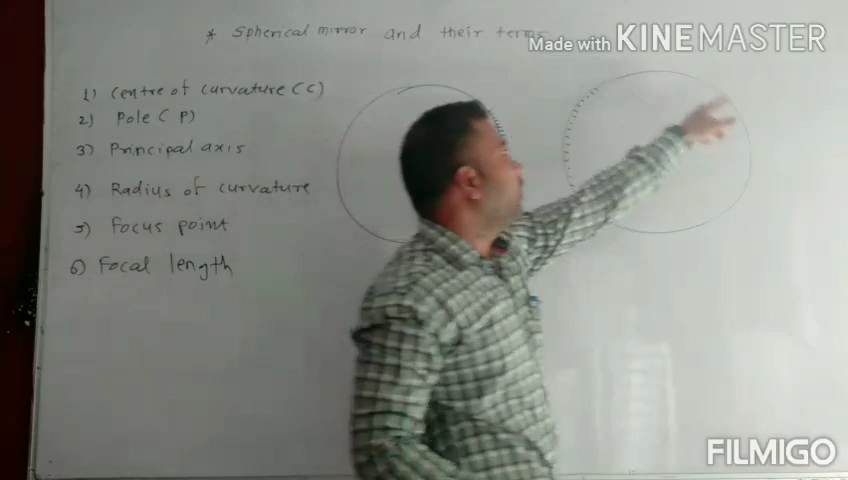 * Spherical mirror and their terms
Made with KINEMASTER
1) Centre of curvature (C)
2) Pole (P)
3) Principal axis
4) Radius of curvature
5) Focus point
6) Focal length
FILMIGO